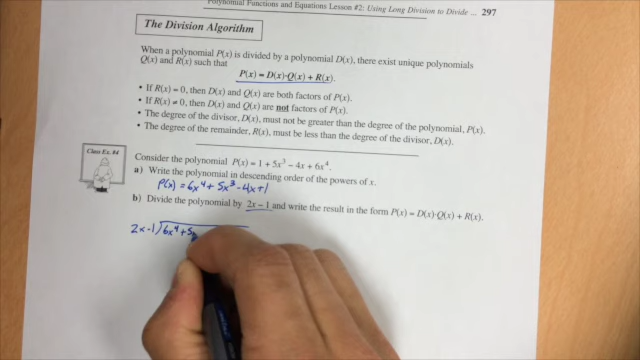 Polynomial Functions and Equations Lesson #2: Using Long Division to Divide ... 297
The Division Algorithm
When a polynomial P(x) is divided by a polynomial D(x), there exist unique polynomials
Q(x) and R(x) such that
P(x) = D(x)·Q(x) + R(x).
• If R(x) = 0, then D(x) and Q(x) are both factors of P(x).
• If R(x) ≠ 0, then D(x) and Q(x) are not factors of P(x).
• The degree of the divisor, D(x), must not be greater than the degree of the polynomial, P(x).
• The degree of the remainder, R(x), must be less than the degree of the divisor, D(x).
Class Ex. #4
Consider the polynomial P(x) = 1 + 5x³ – 4x + 6x⁴.
a) Write the polynomial in descending order of the powers of x.
P(x) = 6x⁴ + 5x³ - 4x + 1
b) Divide the polynomial by 2x – 1 and write the result in the form P(x) = D(x)·Q(x) + R(x).
2x - 1 ) 6x⁴ + 5x